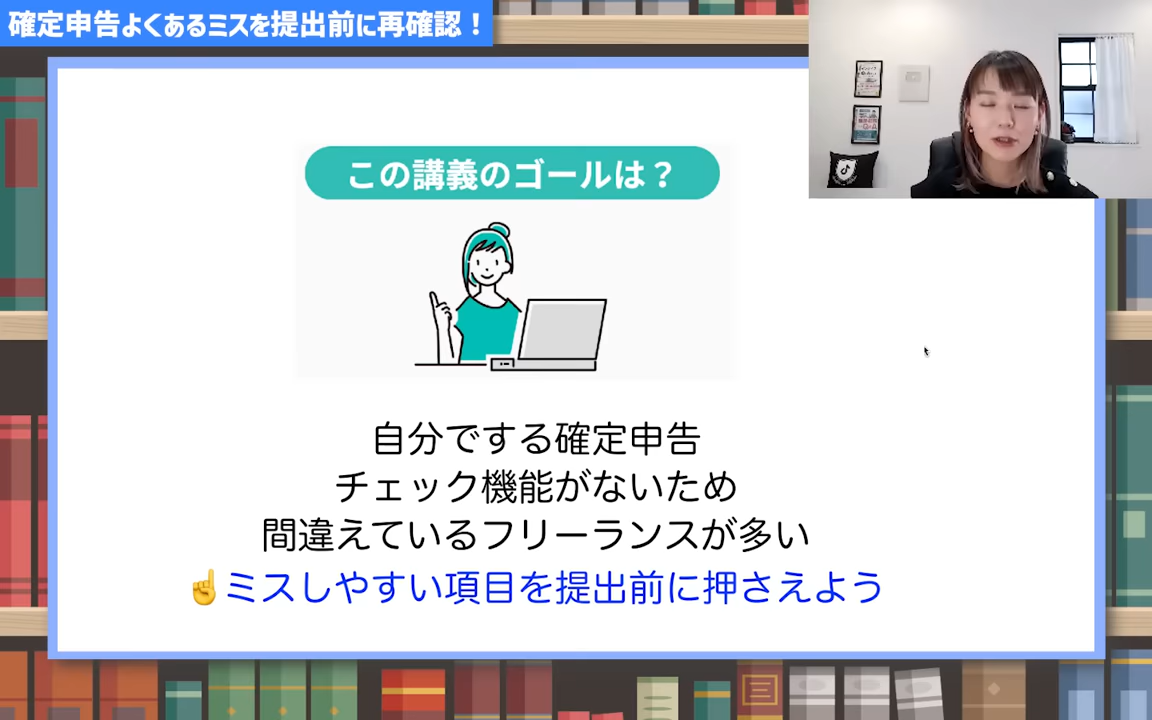 確定申告よくあるミスを提出前に再確認！
この講義のゴールは？
自分でする確定申告
チェック機能がないため
間違えているフリーランスが多い
☝ミスしやすい項目を提出前に押さえよう